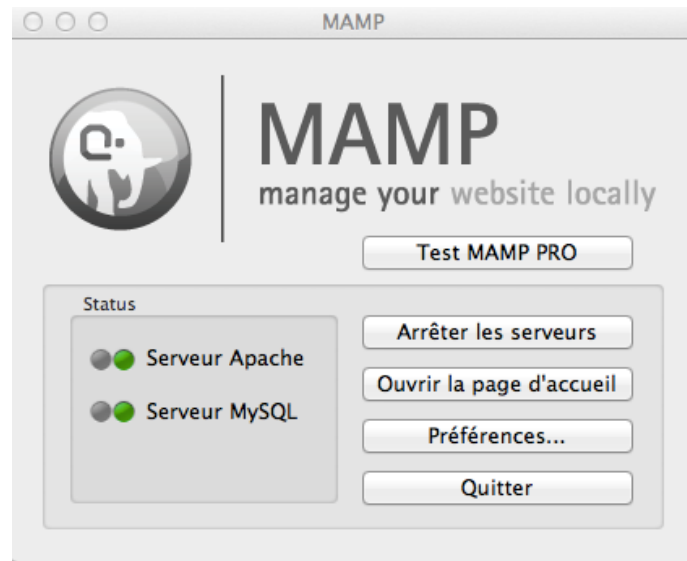 MAMP
MAMP
manage your website locally
Test MAMP PRO
Status
Serveur Apache
Serveur MySQL
Arrêter les serveurs
Ouvrir la page d'accueil
Préférences...
Quitter